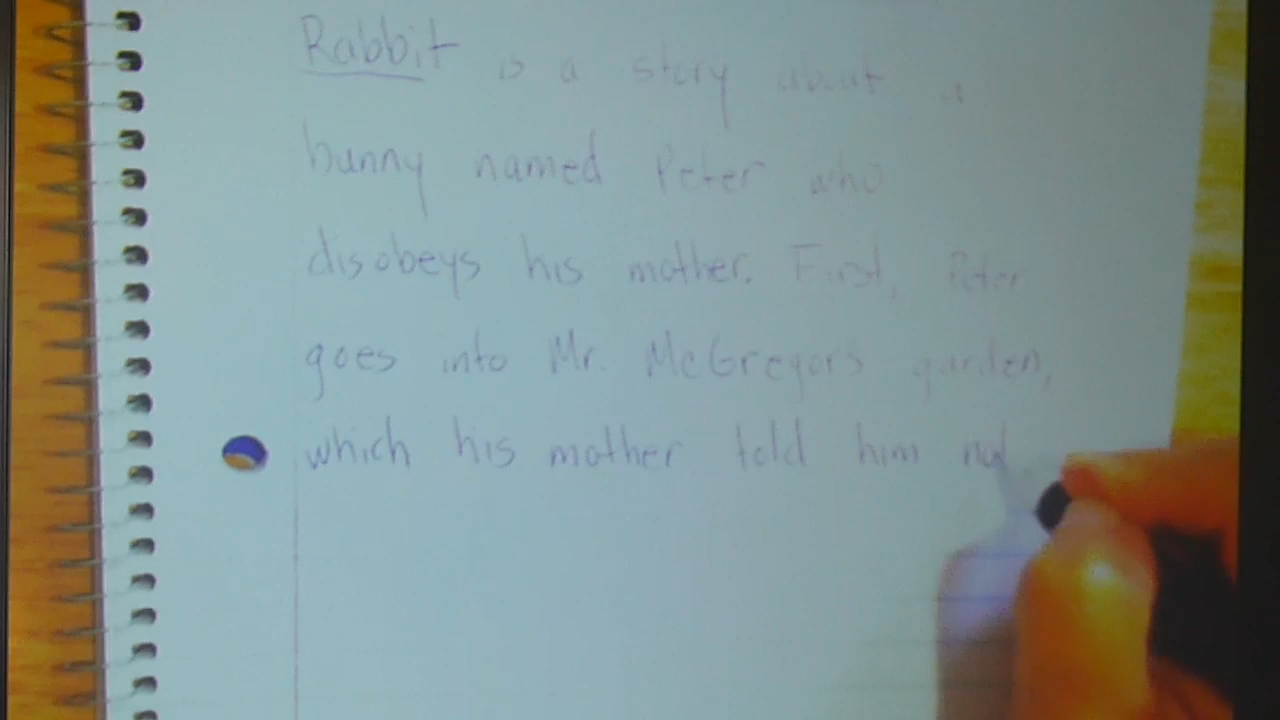 Rabbit is a story about a
bunny named Peter who
disobeys his mother. First, Peter
goes into Mr. McGregors garden,
which his mother told him not